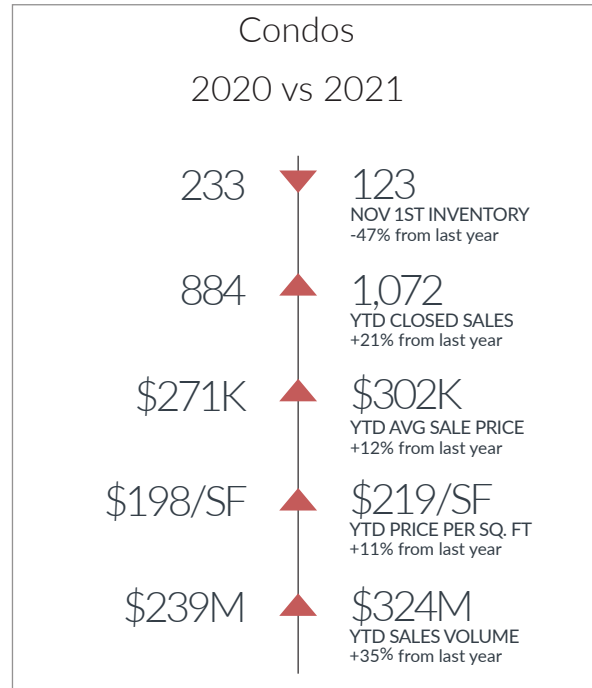 Condos
2020 vs 2021
233
123
NOV 1ST INVENTORY
-47% from last year
884
1,072
YTD CLOSED SALES
+21% from last year
$271K
$302K
YTD AVG SALE PRICE
+12% from last year
$198/SF
$219/SF
YTD PRICE PER SQ. FT
+11% from last year
$239M
$324M
YTD SALES VOLUME
+35% from last year